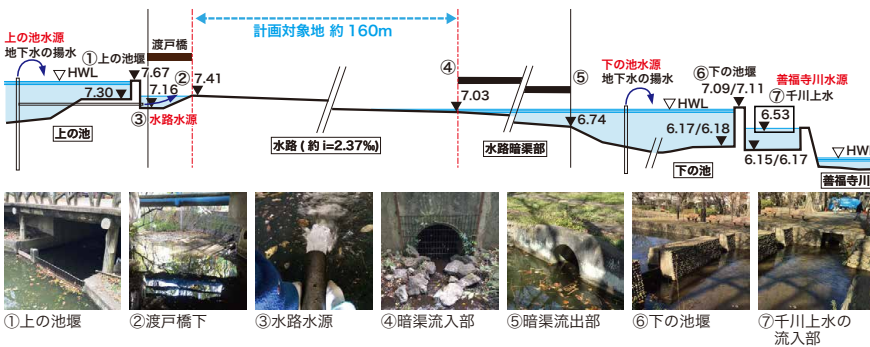 上の池水源
地下水の揚水
①上の池堰
渡戸橋
計画対象地 約 160m
HWL
7.67
②
7.41
7.30
7.16
③水路水源
上の池
水路 ( 約 i=2.37‰)
④
7.03
⑤
6.74
水路暗渠部
下の池水源
地下水の揚水
HWL
⑥下の池堰
7.09/7.11
善福寺川水源
⑦千川上水
6.53
6.17/6.18
6.15/6.17
下の池
HWL
善福寺川
①上の池堰
②渡戸橋下
③水路水源
④暗渠流入部
⑤暗渠流出部
⑥下の池堰
⑦千川上水の
流入部